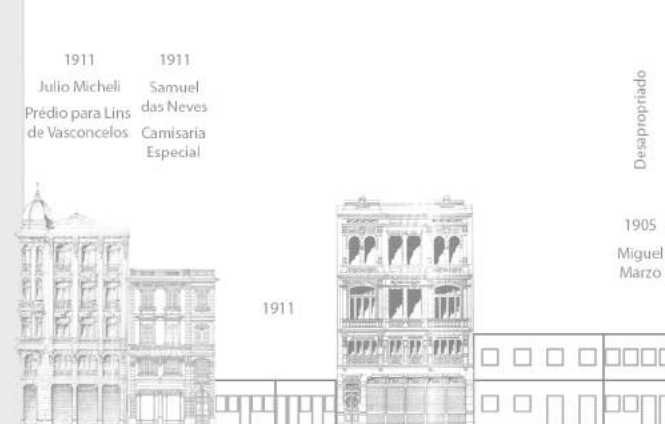 1911
Julio Micheli
Prédio para Lins
de Vasconcelos
1911
Samuel
das Neves
Camisaria
Especial
1911
Desapropriado
1905
Miguel
Marzo